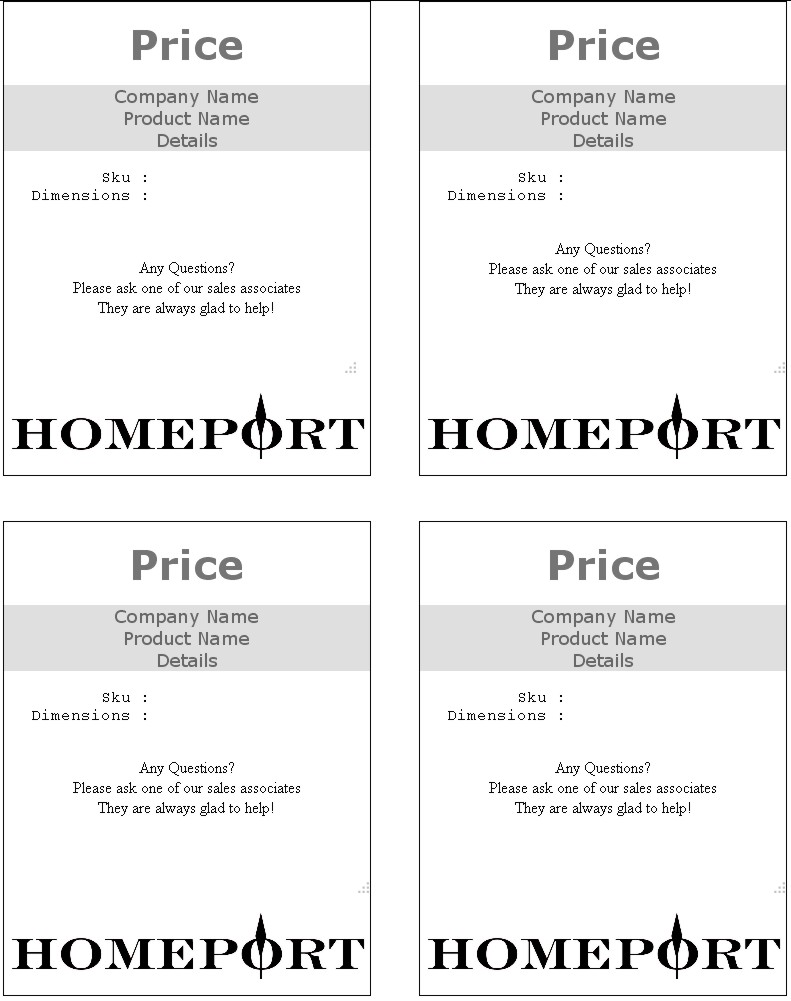 Price
Company Name
Product Name
Details
Sku :
Dimensions :
Any Questions?
Please ask one of our sales associates
They are always glad to help!
HOMEPORT
Price
Company Name
Product Name
Details
Sku :
Dimensions :
Any Questions?
Please ask one of our sales associates
They are always glad to help!
HOMEPORT
Price
Company Name
Product Name
Details
Sku :
Dimensions :
Any Questions?
Please ask one of our sales associates
They are always glad to help!
HOMEPORT
Price
Company Name
Product Name
Details
Sku :
Dimensions :
Any Questions?
Please ask one of our sales associates
They are always glad to help!
HOMEPORT